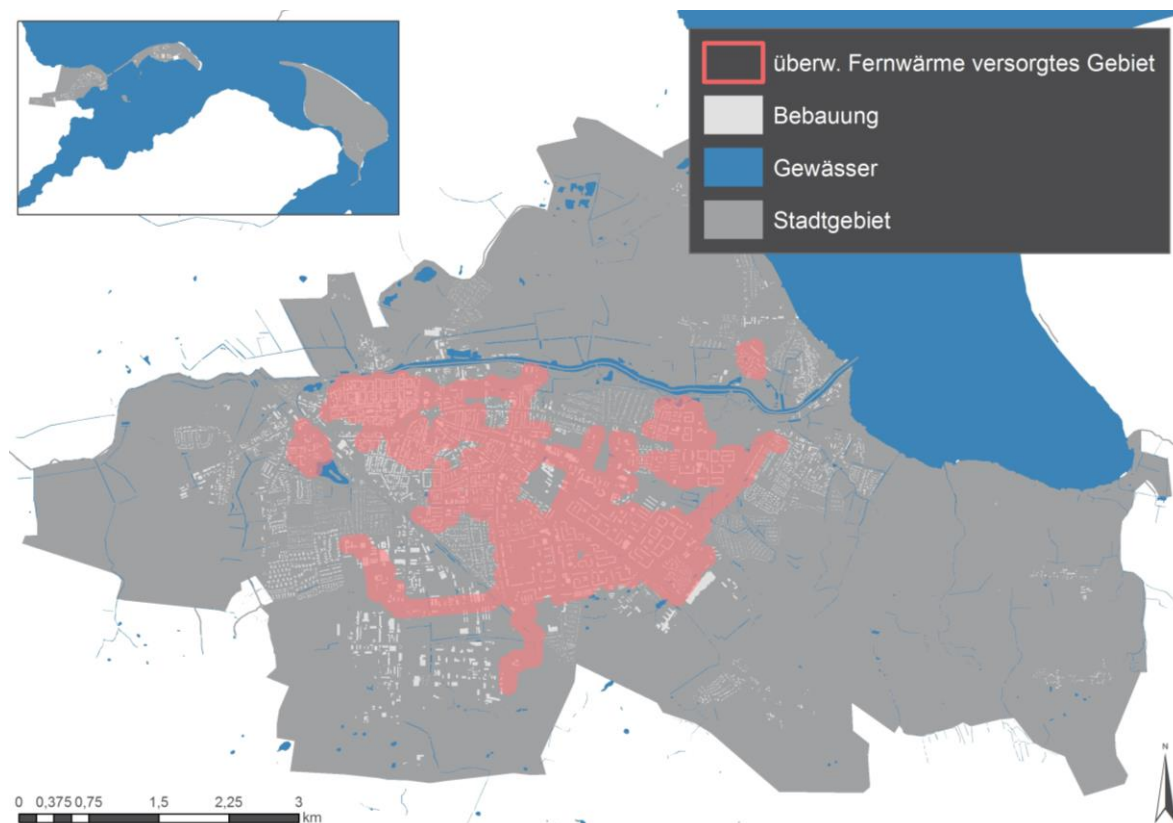 überw. Fernwärme versorgtes Gebiet
Bebauung
Gewässer
Stadtgebiet
N
0 0,375 0,75 1,5 2,25 3
km